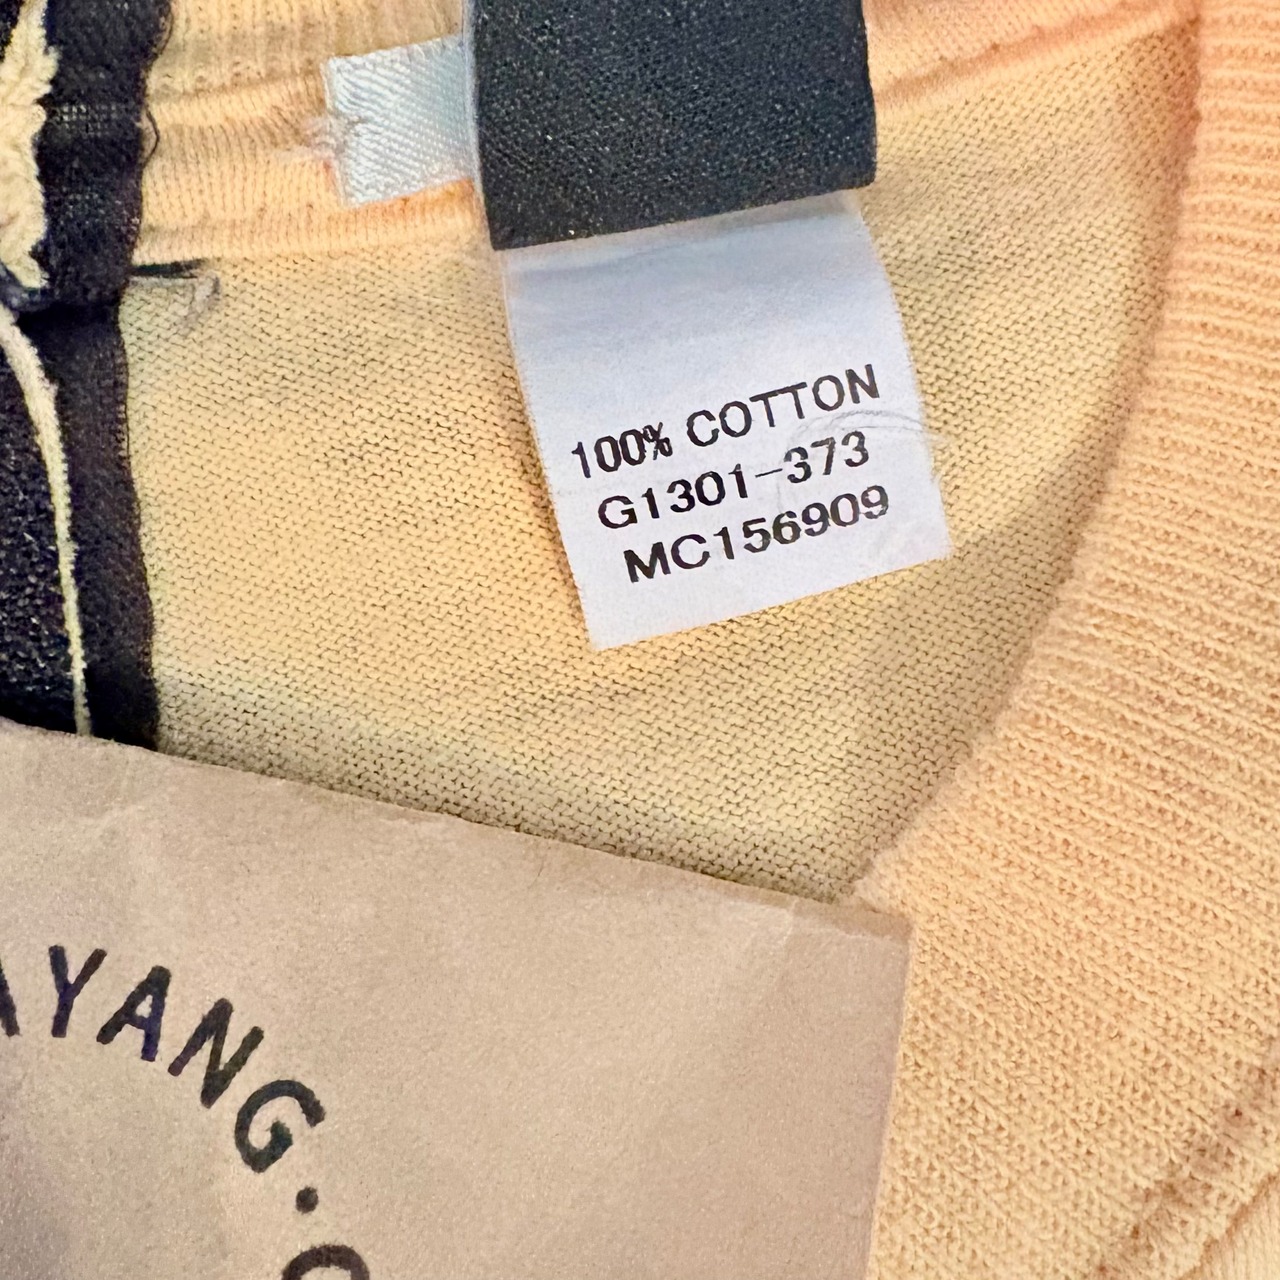 100% COTTON
G1301-373
MC156909
AYANG.